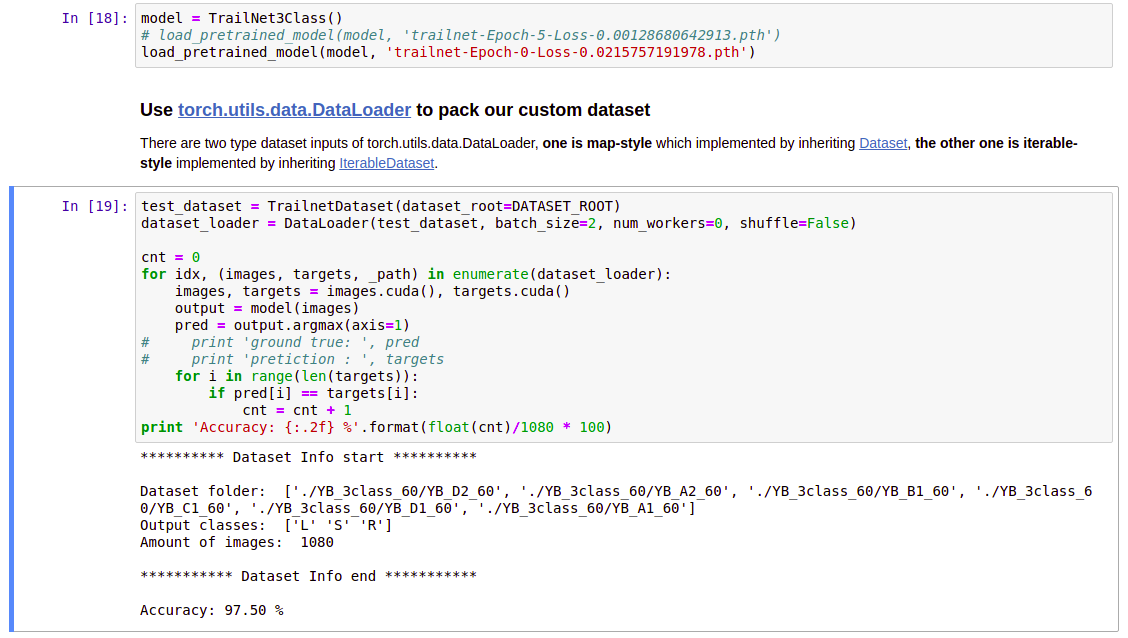 In [18]: model = TrailNet3Class()
# load_pretrained_model(model, 'trailnet-Epoch-5-Loss-0.00128680642913.pth')
load_pretrained_model(model, 'trailnet-Epoch-0-Loss-0.0215757191978.pth')
Use torch.utils.data.DataLoader to pack our custom dataset
There are two type dataset inputs of torch.utils.data.DataLoader, one is map-style which implemented by inheriting Dataset, the other one is iterable-
style implemented by inheriting IterableDataset.
In [19]: test_dataset = TrailnetDataset(dataset_root=DATASET_ROOT)
dataset_loader = DataLoader(test_dataset, batch_size=2, num_workers=0, shuffle=False)
cnt = 0
for idx, (images, targets, _path) in enumerate(dataset_loader):
    images, targets = images.cuda(), targets.cuda()
    output = model(images)
    pred = output.argmax(axis=1)
#     print 'ground true: ', pred
#     print 'pretiction : ', targets
    for i in range(len(targets)):
        if pred[i] == targets[i]:
            cnt = cnt + 1
print 'Accuracy: {:.2f} %'.format(float(cnt)/1080 * 100)
********** Dataset Info start **********
Dataset folder:  ['./YB_3class_60/YB_D2_60', './YB_3class_60/YB_A2_60', './YB_3class_60/YB_B1_60', './YB_3class_6
0/YB_C1_60', './YB_3class_60/YB_D1_60', './YB_3class_60/YB_A1_60']
Output classes:  ['L' 'S' 'R']
Amount of images:  1080
*********** Dataset Info end ***********
Accuracy: 97.50 %